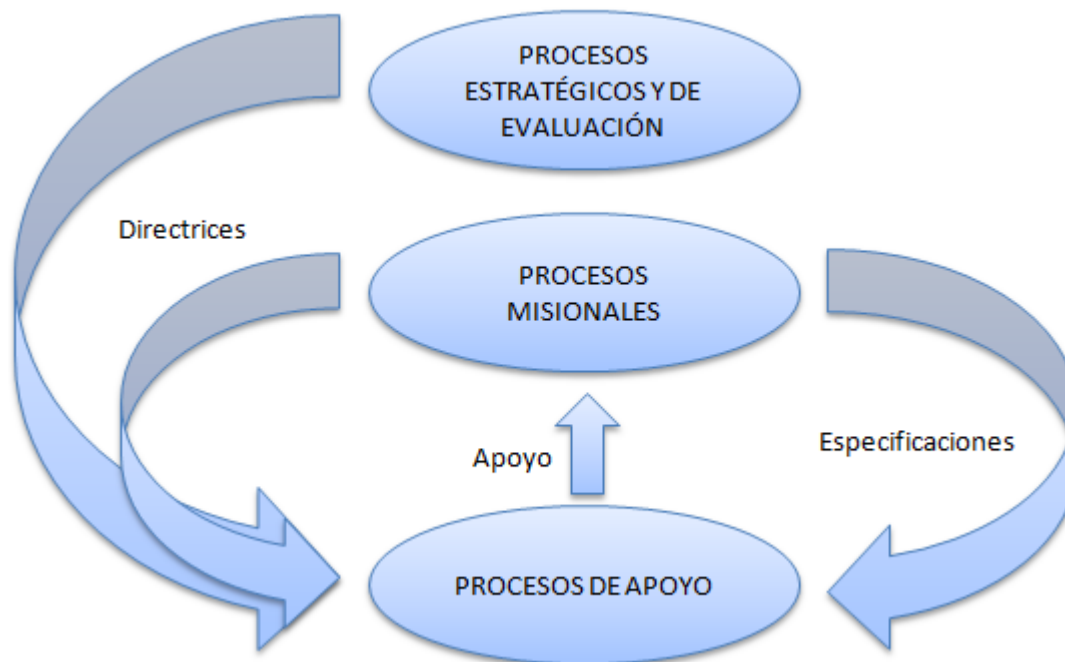 PROCESOS
ESTRATÉGICOS Y DE
EVALUACIÓN
Directrices
PROCESOS
MISIONALES
Apoyo
Especificaciones
PROCESOS DE APOYO